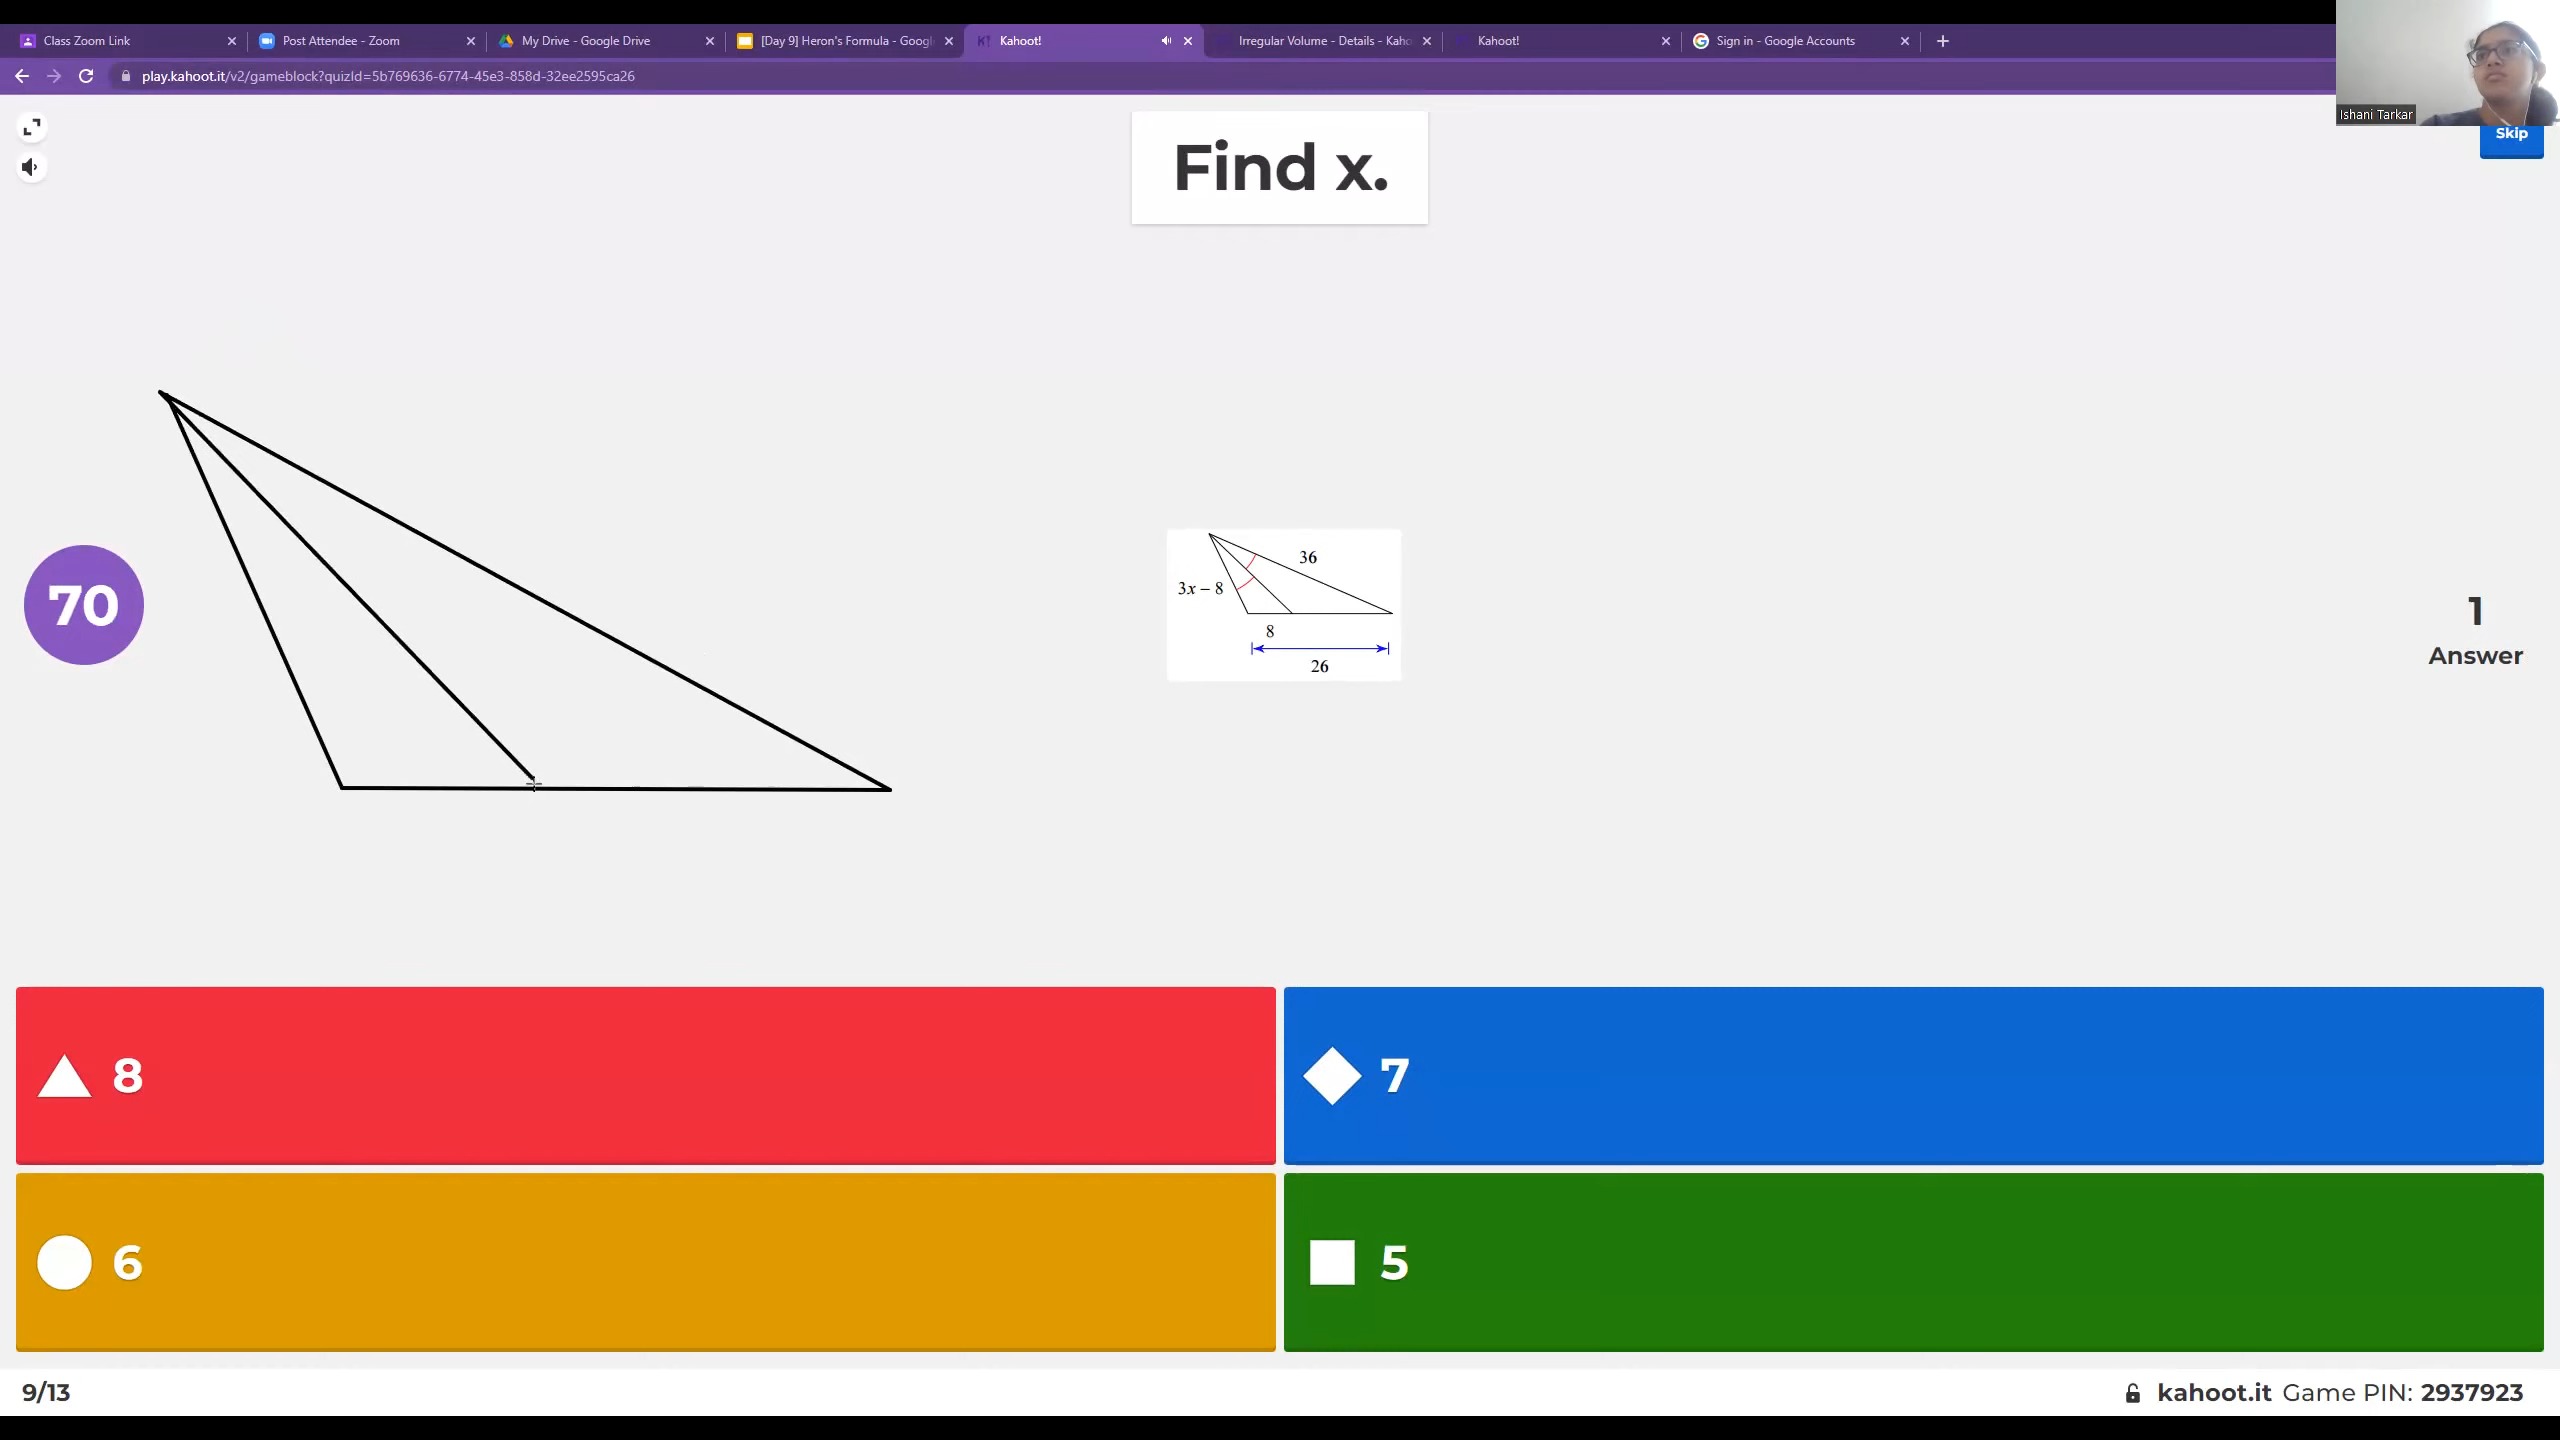 Class Zoom Link
Post Attendee - Zoom
My Drive - Google Drive
[Day 9] Heron's Formula - Googl
Kahoot!
Irregular Volume - Details - Kaho
Kahoot!
Sign in - Google Accounts
play.kahoot.it/v2/gameblock?quizId=5b769636-6774-45e3-858d-32ee2595ca26
Ishani Tarkar
Skip
Find x.
70
36
3x – 8
8
26
1
Answer
8
7
6
5
9/13
kahoot.it Game PIN: 2937923